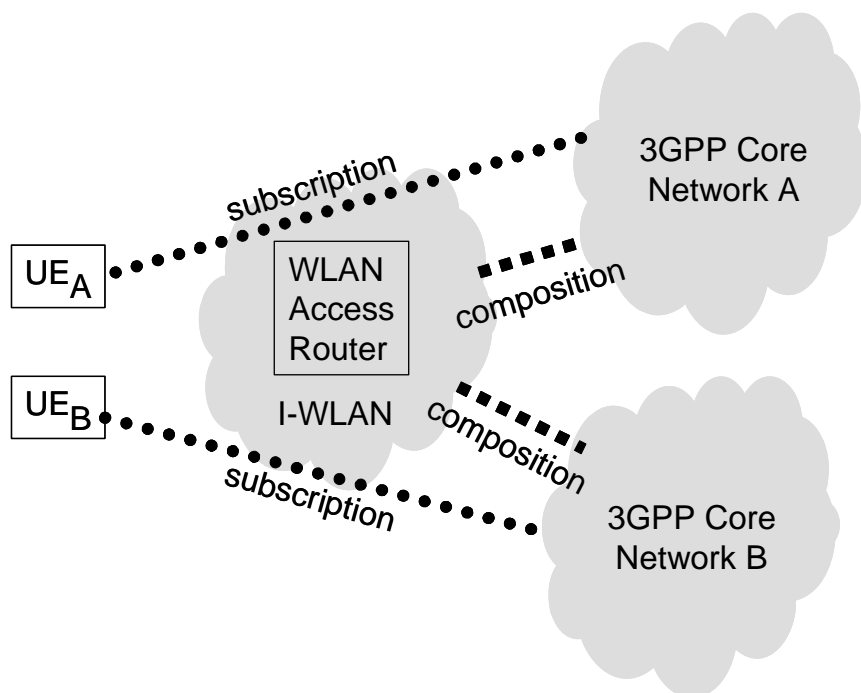 3GPP Core
Network A
subscription
UEA
WLAN
Access
Router
composition
UEB
I-WLAN
composition
subscription
3GPP Core
Network B